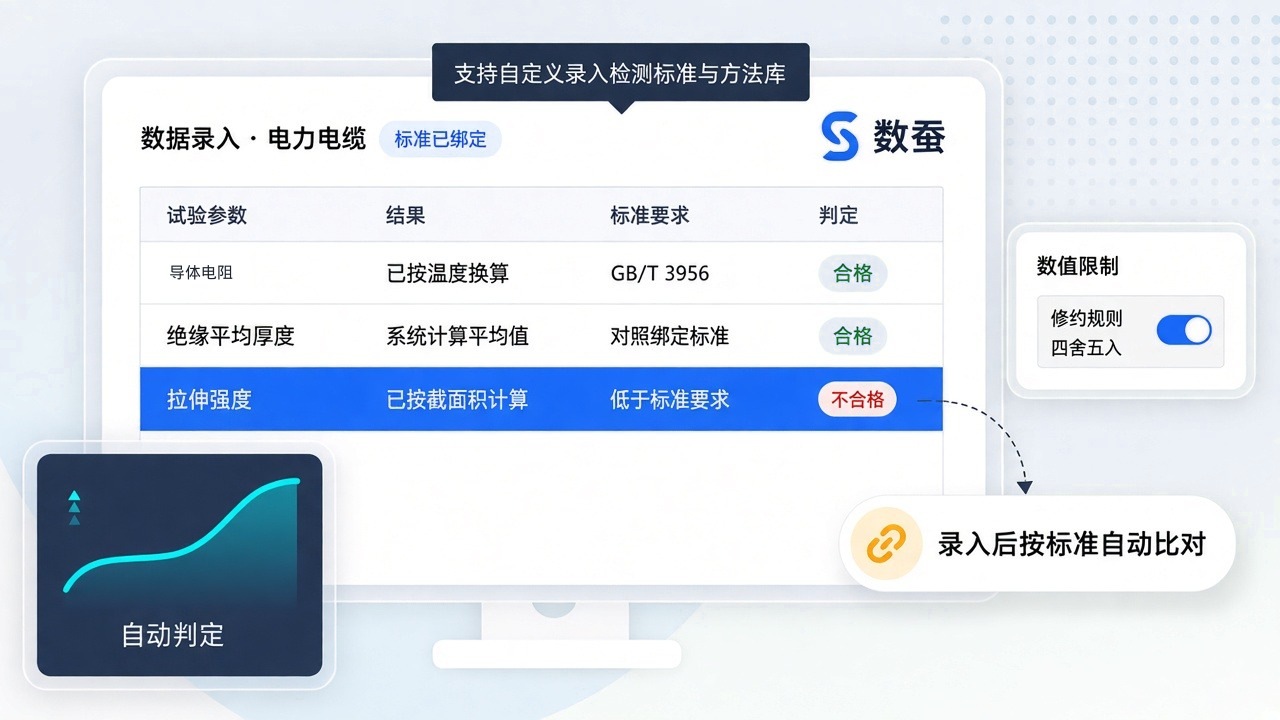 支持自定义录入检测标准与方法库
数据录入 · 电力电缆 标准已绑定
数蚕
试验参数 结果 标准要求 判定
导体电阻 已按温度换算 GB/T 3956 合格
绝缘平均厚度 系统计算平均值 对照绑定标准 合格
拉伸强度 已按截面积计算 低于标准要求 不合格
数值限制
修约规则
四舍五入
录入后按标准自动比对
自动判定